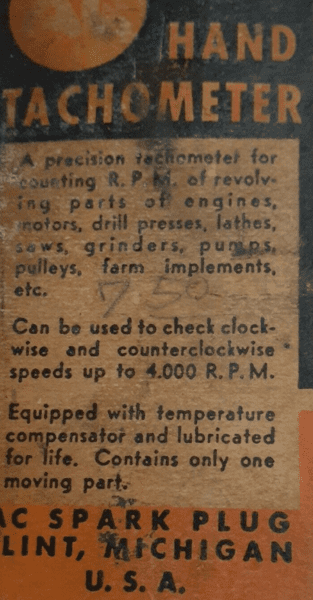 AC
HAND
TACHOMETER
A precision tachometer for
counting R.P.M. of revolv-
ing parts of engines,
motors, drill presses, lathes,
saws, grinders, pumps,
pulleys, farm implements,
etc.
7.50
Can be used to check clock-
wise and counterclockwise
speeds up to 4.000 R.P.M.
Equipped with temperature
compensator and lubricated
for life. Contains only one
moving part.
AC SPARK PLUG
LINT, MICHIGAN
U. S. A.